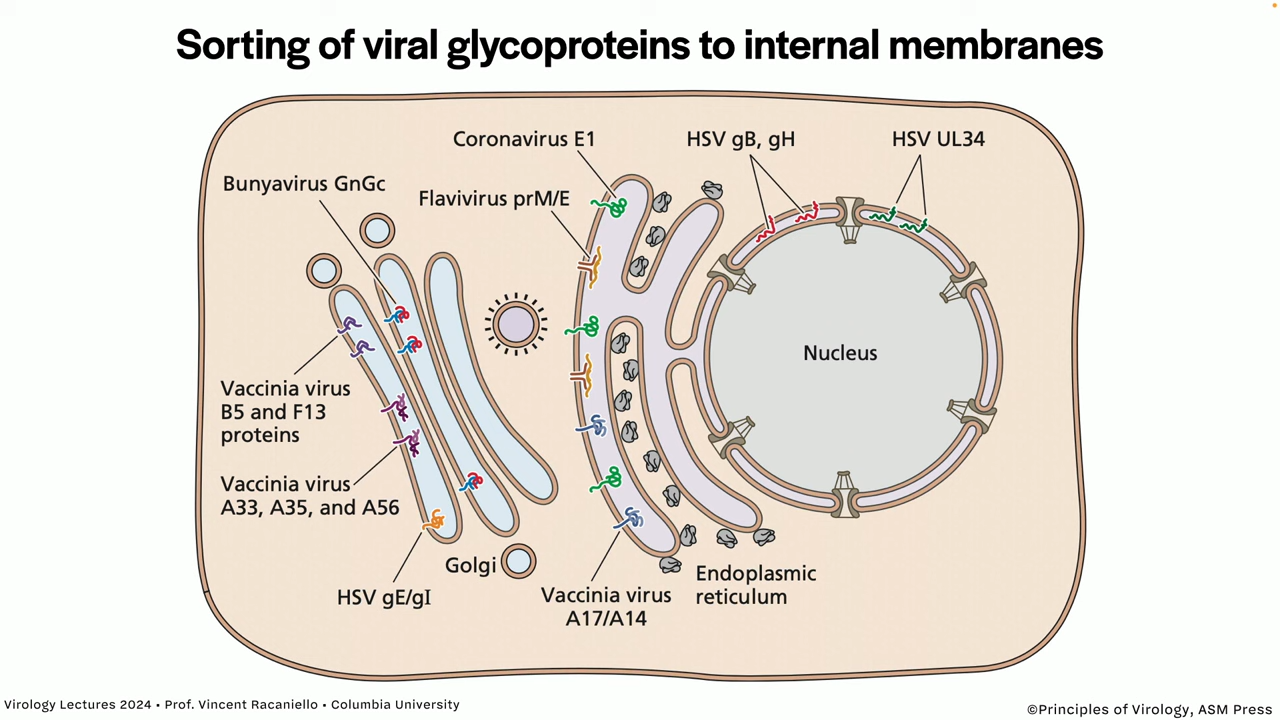 Sorting of viral glycoproteins to internal membranes
Coronavirus E1
HSV gB, gH
HSV UL34
Bunyavirus GnGc
Flavivirus prM/E
Nucleus
Vaccinia virus
B5 and F13
proteins
Vaccinia virus
A33, A35, and A56
Golgi
HSV gE/gI
Vaccinia virus
A17/A14
Endoplasmic
reticulum
Virology Lectures 2024 • Prof. Vincent Racaniello • Columbia University
©Principles of Virology, ASM Press